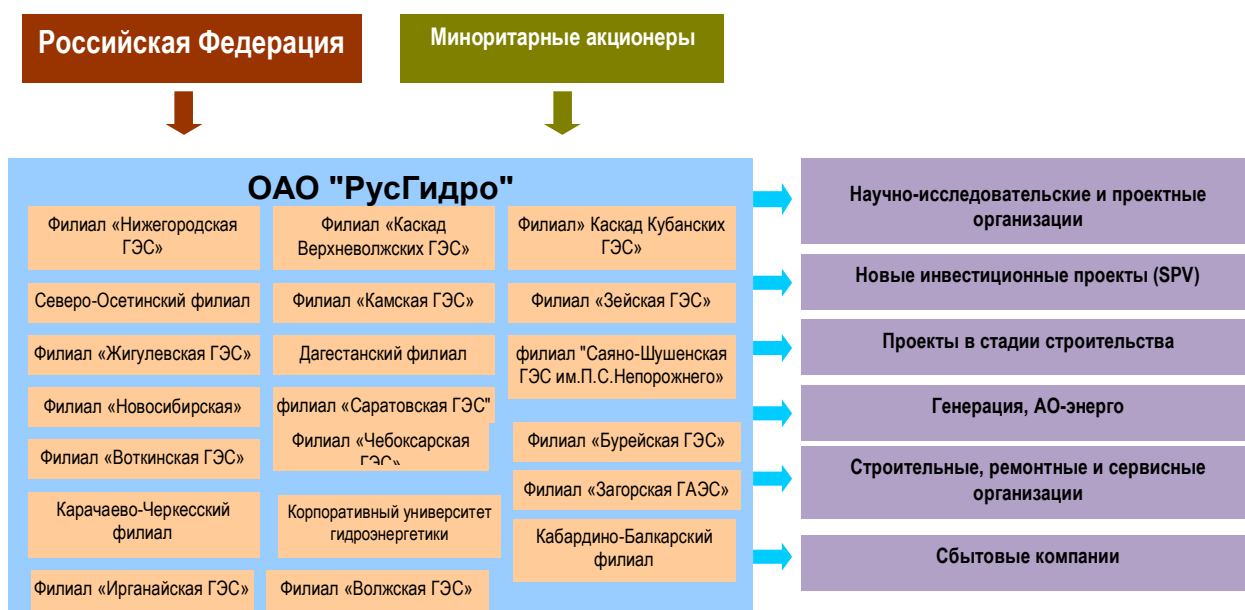 Российская Федерация
Миноритарные акционеры
ОАО "РусГидро"
Филиал «Нижегородская
ГЭС»
Филиал «Каскад
Верхневолжских ГЭС»
Филиал» Каскад Кубанских
ГЭС»
Северо-Осетинский филиал
Филиал «Камская ГЭС»
Филиал «Зейская ГЭС»
Филиал «Жигулевская ГЭС»
Дагестанский филиал
филиал "Саяно-Шушенская
ГЭС им.П.С.Непорожнего»
Филиал «Новосибирская»
филиал «Саратовская ГЭС"
Филиал «Воткинская ГЭС»
Филиал «Чебоксарская
ГЭС»
Филиал «Бурейская ГЭС»
Филиал «Загорская ГАЭС»
Карачаево-Черкесский
филиал
Корпоративный университет
гидроэнергетики
Кабардино-Балкарский
филиал
Филиал «Ирганайская ГЭС»
Филиал «Волжская ГЭС»
Научно-исследовательские и проектные
организации
Новые инвестиционные проекты (SPV)
Проекты в стадии строительства
Генерация, АО-энерго
Строительные, ремонтные и сервисные
организации
Сбытовые компании